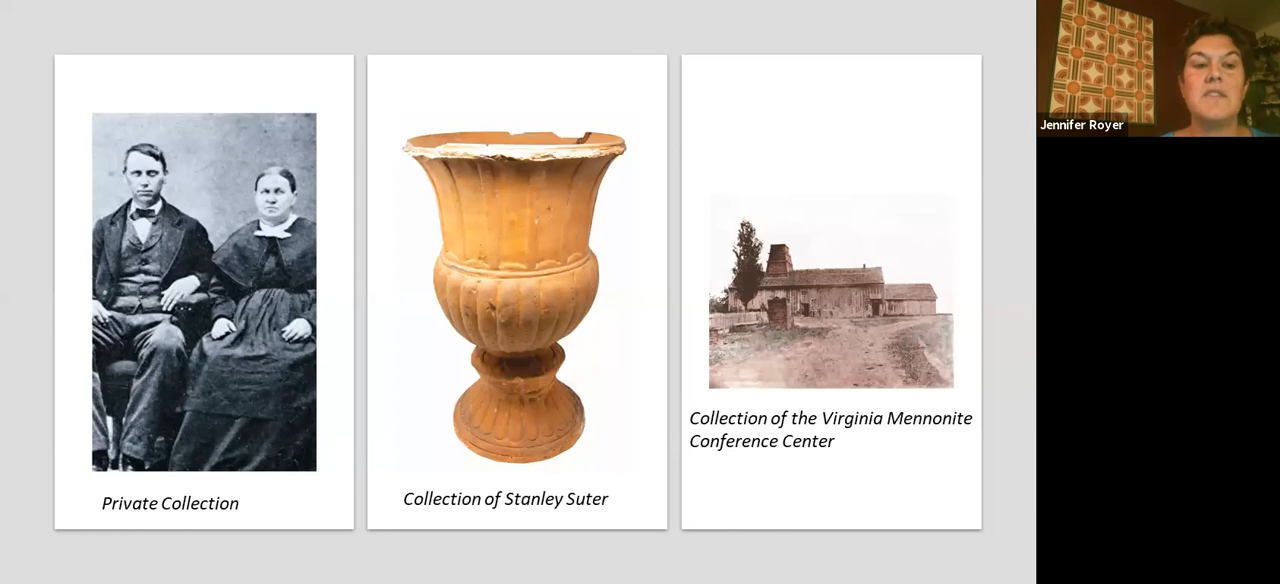 Private Collection
Collection of Stanley Suter
Collection of the Virginia Mennonite
Conference Center
Jennifer Royer